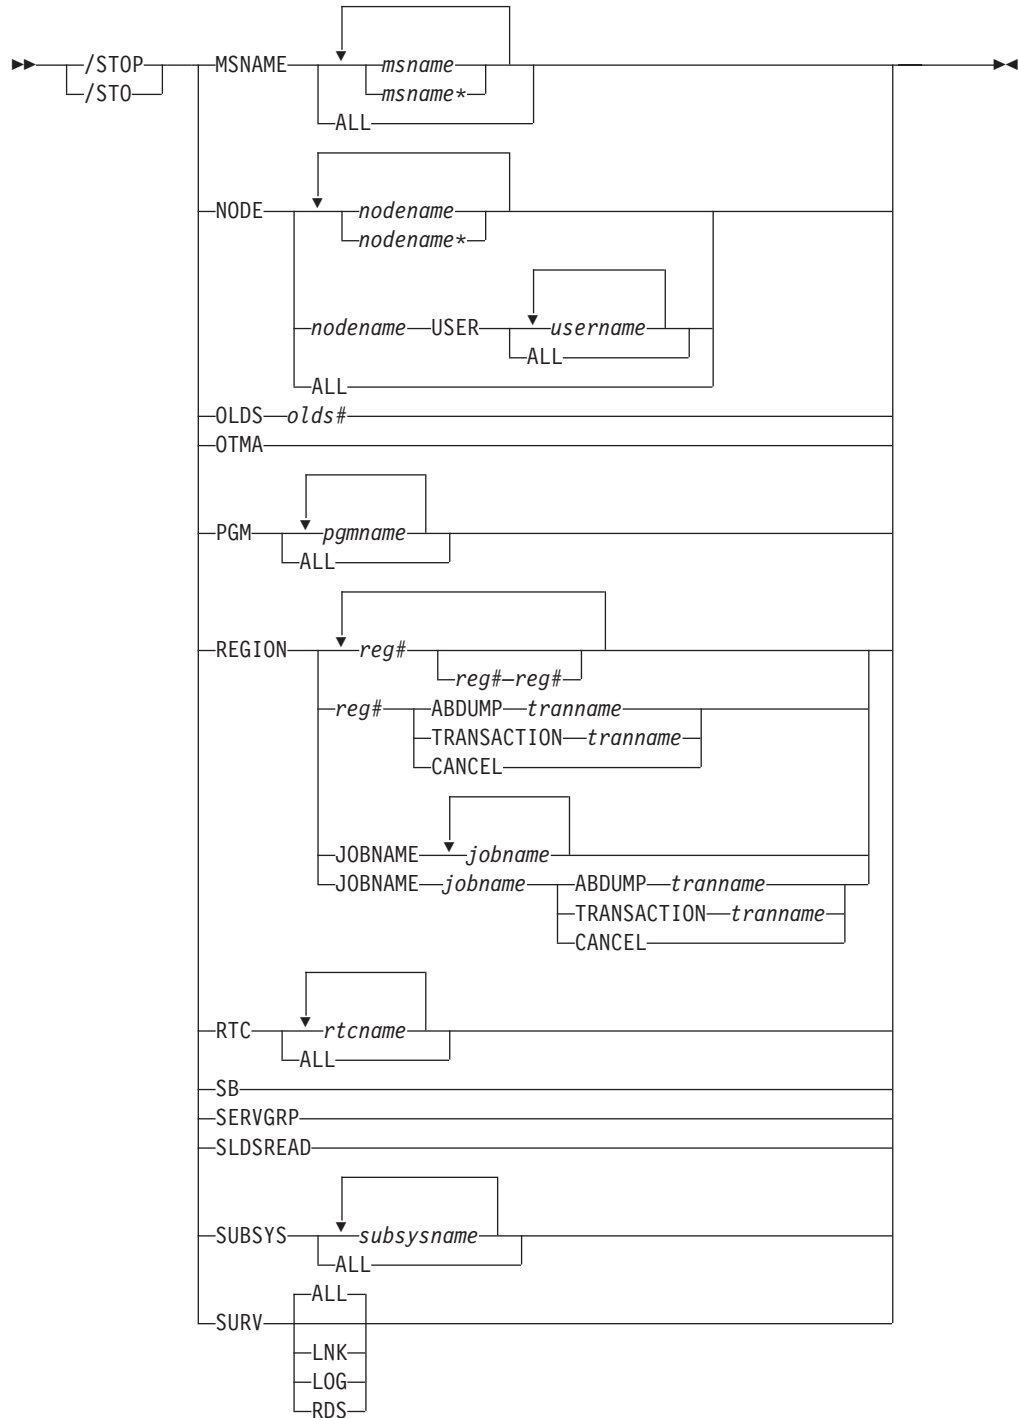 /STOP MSNAME msname
/STO msname*
ALL
NODE nodename
nodename*
nodename USER username
ALL
ALL
OLDS olds#
OTMA
PGM pgmname
ALL
REGION reg#
reg#–reg#
reg# ABDUMP tranname
TRANSACTION tranname
CANCEL
JOBNAME jobname
JOBNAME jobname ABDUMP tranname
TRANSACTION tranname
CANCEL
RTC rtcname
ALL
SB
SERVGRP
SLDSREAD
SUBSYS subsysname
ALL
ALL
SURV
LNK
LOG
RDS